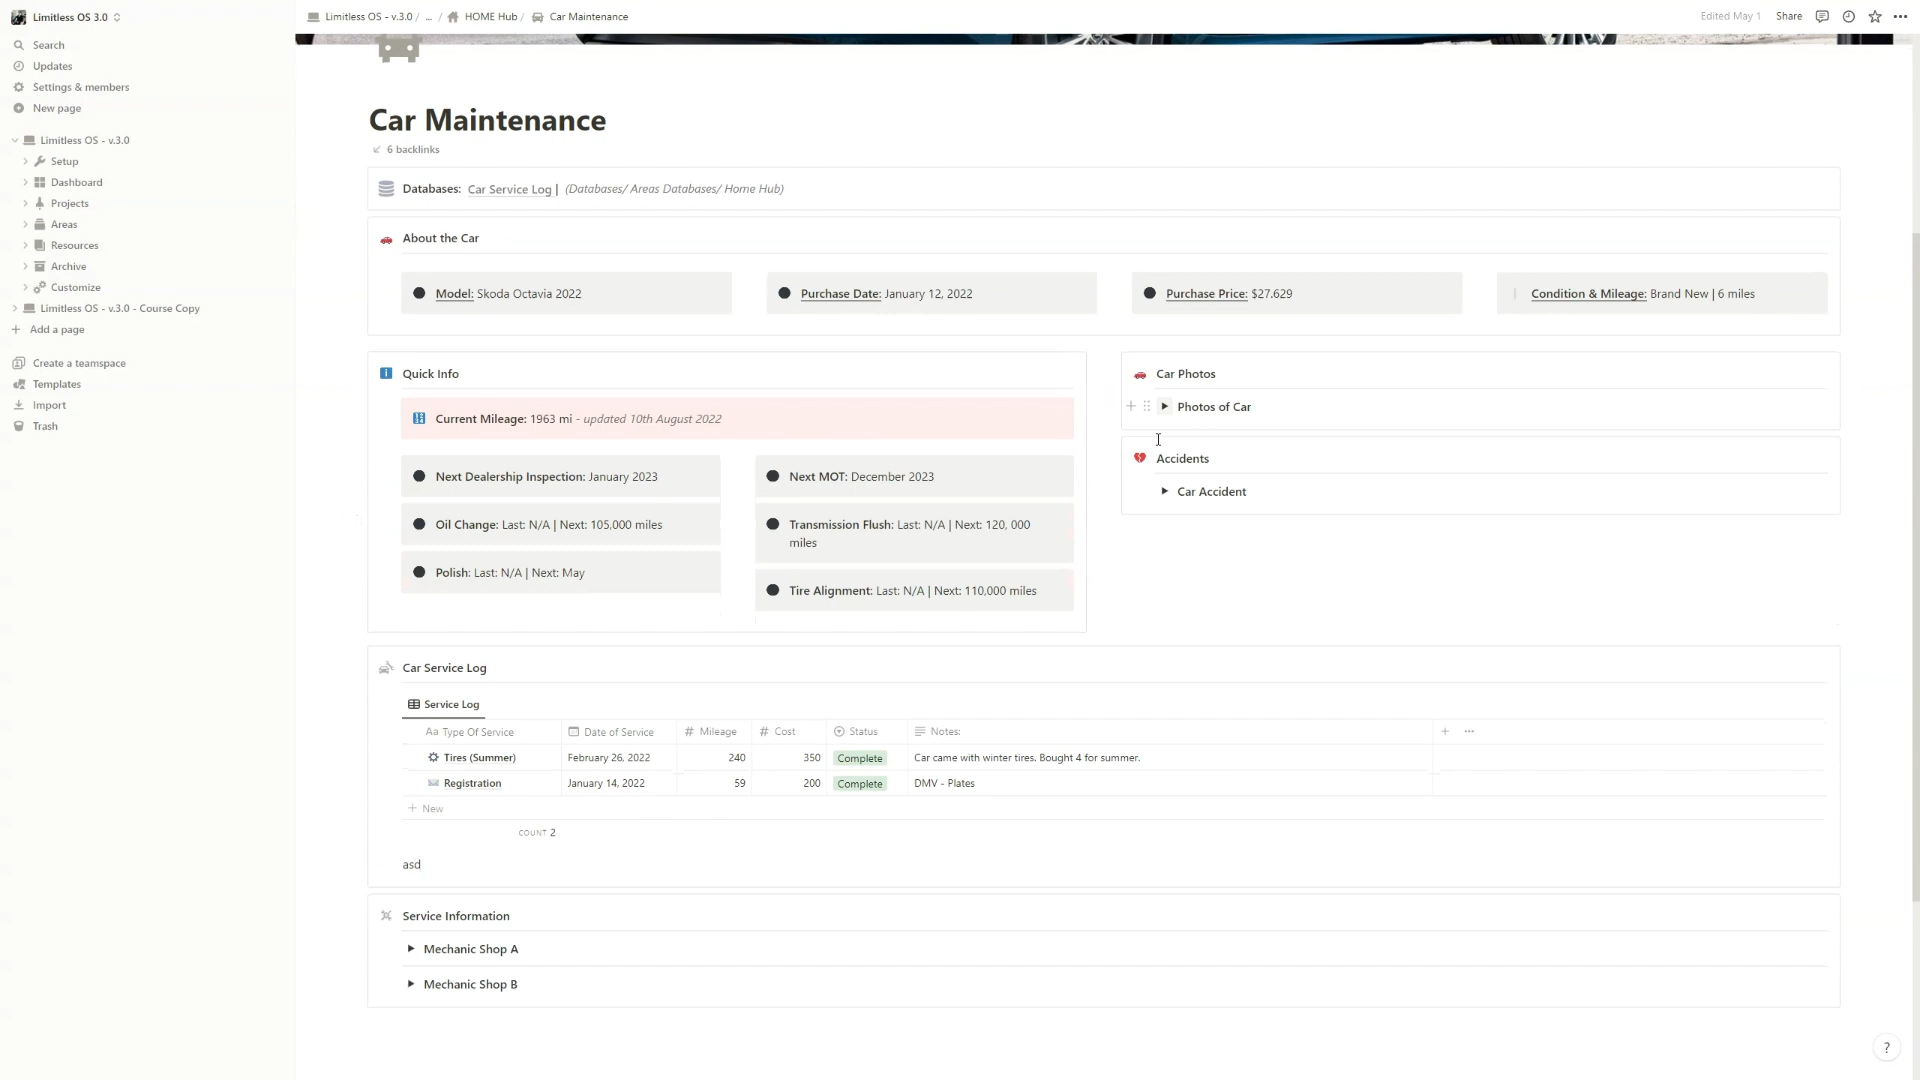 Limitless OS 3.0
Search
Updates
Settings & members
New page
Limitless OS - v.3.0
Setup
Dashboard
Projects
Areas
Resources
Archive
Customize
Limitless OS - v.3.0 - Course Copy
Add a page
Create a teamspace
Templates
Import
Trash
Limitless OS - v.3.0 / ... / HOME Hub / Car Maintenance
Edited May 1 Share
Car Maintenance
6 backlinks
Databases: Car Service Log | (Databases/ Areas Databases/ Home Hub)
About the Car
Model: Skoda Octavia 2022
Purchase Date: January 12, 2022
Purchase Price: $27.629
Condition & Mileage: Brand New | 6 miles
Quick Info
Current Mileage: 1963 mi - updated 10th August 2022
Next Dealership Inspection: January 2023
Oil Change: Last: N/A | Next: 105,000 miles
Polish: Last: N/A | Next: May
Next MOT: December 2023
Transmission Flush: Last: N/A | Next: 120, 000
miles
Tire Alignment: Last: N/A | Next: 110,000 miles
Car Photos
Photos of Car
Accidents
Car Accident
Car Service Log
Service Log
Aa Type Of Service Date of Service # Mileage # Cost Status Notes:
Tires (Summer) February 26, 2022 240 350 Complete Car came with winter tires. Bought 4 for summer.
Registration January 14, 2022 59 200 Complete DMV - Plates
+ New
COUNT 2
asd
Service Information
Mechanic Shop A
Mechanic Shop B
?